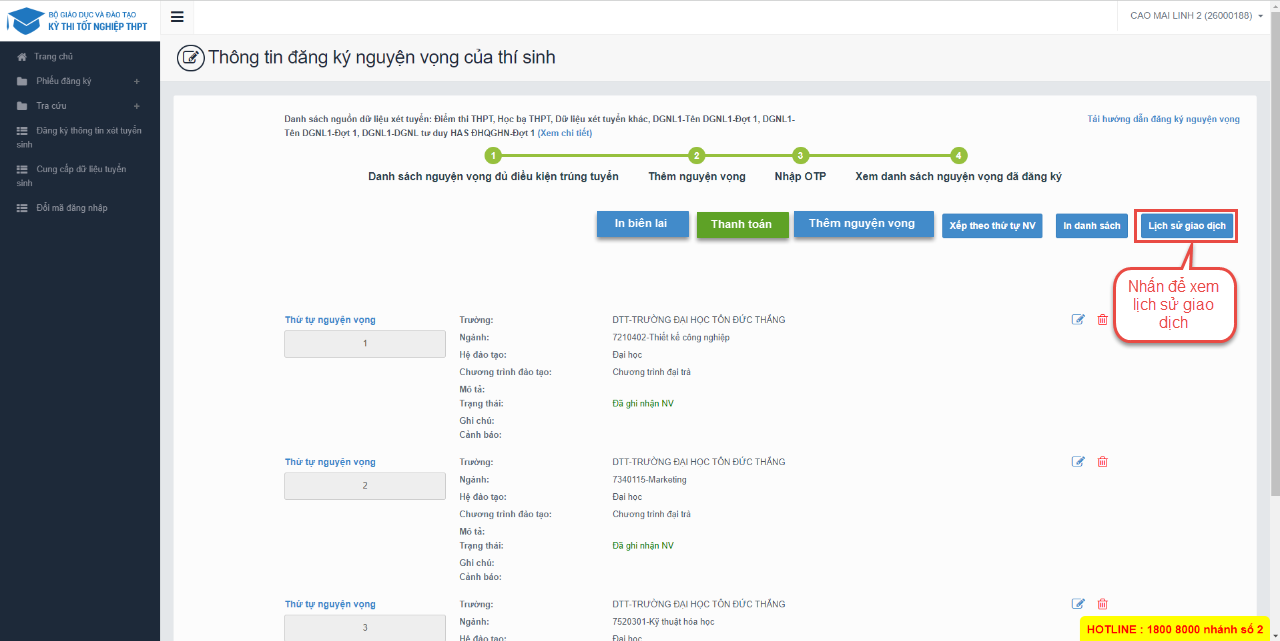 BỘ GIÁO DỤC VÀ ĐÀO TẠO
KỲ THI TỐT NGHIỆP THPT
CAO MAI LINH 2 (26000188)
Trang chủ
Phiếu đăng ký +
Tra cứu +
Đăng ký thông tin xét tuyển sinh
Cung cấp dữ liệu tuyển sinh
Đổi mã đăng nhập
Thông tin đăng ký nguyện vọng của thí sinh
Danh sách nguồn dữ liệu xét tuyển: Điểm thi THPT, Học bạ THPT, Dữ liệu xét tuyển khác, DGNL1-Tên DGNL1-Đợt 1, DGNL1-
Tên DGNL1-Đợt 1, DGNL1-DGNL tư duy HAS ĐHQGHN-Đợt 1 (Xem chi tiết)
Tải hướng dẫn đăng ký nguyện vọng
1 2 3 4
Danh sách nguyện vọng đủ điều kiện trúng tuyển Thêm nguyện vọng Nhập OTP Xem danh sách nguyện vọng đã đăng ký
In biên lai Thanh toán Thêm nguyện vọng Xếp theo thứ tự NV In danh sách Lịch sử giao dịch
Nhấn để xem
lịch sử giao
dịch
Thứ tự nguyện vọng
1
Trường: DTT-TRƯỜNG ĐẠI HỌC TÔN ĐỨC THẮNG
Ngành: 7210402-Thiết kế công nghiệp
Hệ đào tạo: Đại học
Chương trình đào tạo: Chương trình đại trà
Mô tả:
Trạng thái: Đã ghi nhận NV
Ghi chú:
Cảnh báo:
Thứ tự nguyện vọng
2
Trường: DTT-TRƯỜNG ĐẠI HỌC TÔN ĐỨC THẮNG
Ngành: 7340115-Marketing
Hệ đào tạo: Đại học
Chương trình đào tạo: Chương trình đại trà
Mô tả:
Trạng thái: Đã ghi nhận NV
Ghi chú:
Cảnh báo:
Thứ tự nguyện vọng
3
Trường: DTT-TRƯỜNG ĐẠI HỌC TÔN ĐỨC THẮNG
Ngành: 7520301-Kỹ thuật hóa học
Hệ đào tạo: Đại học
HOTLINE : 1800 8000 nhánh số 2